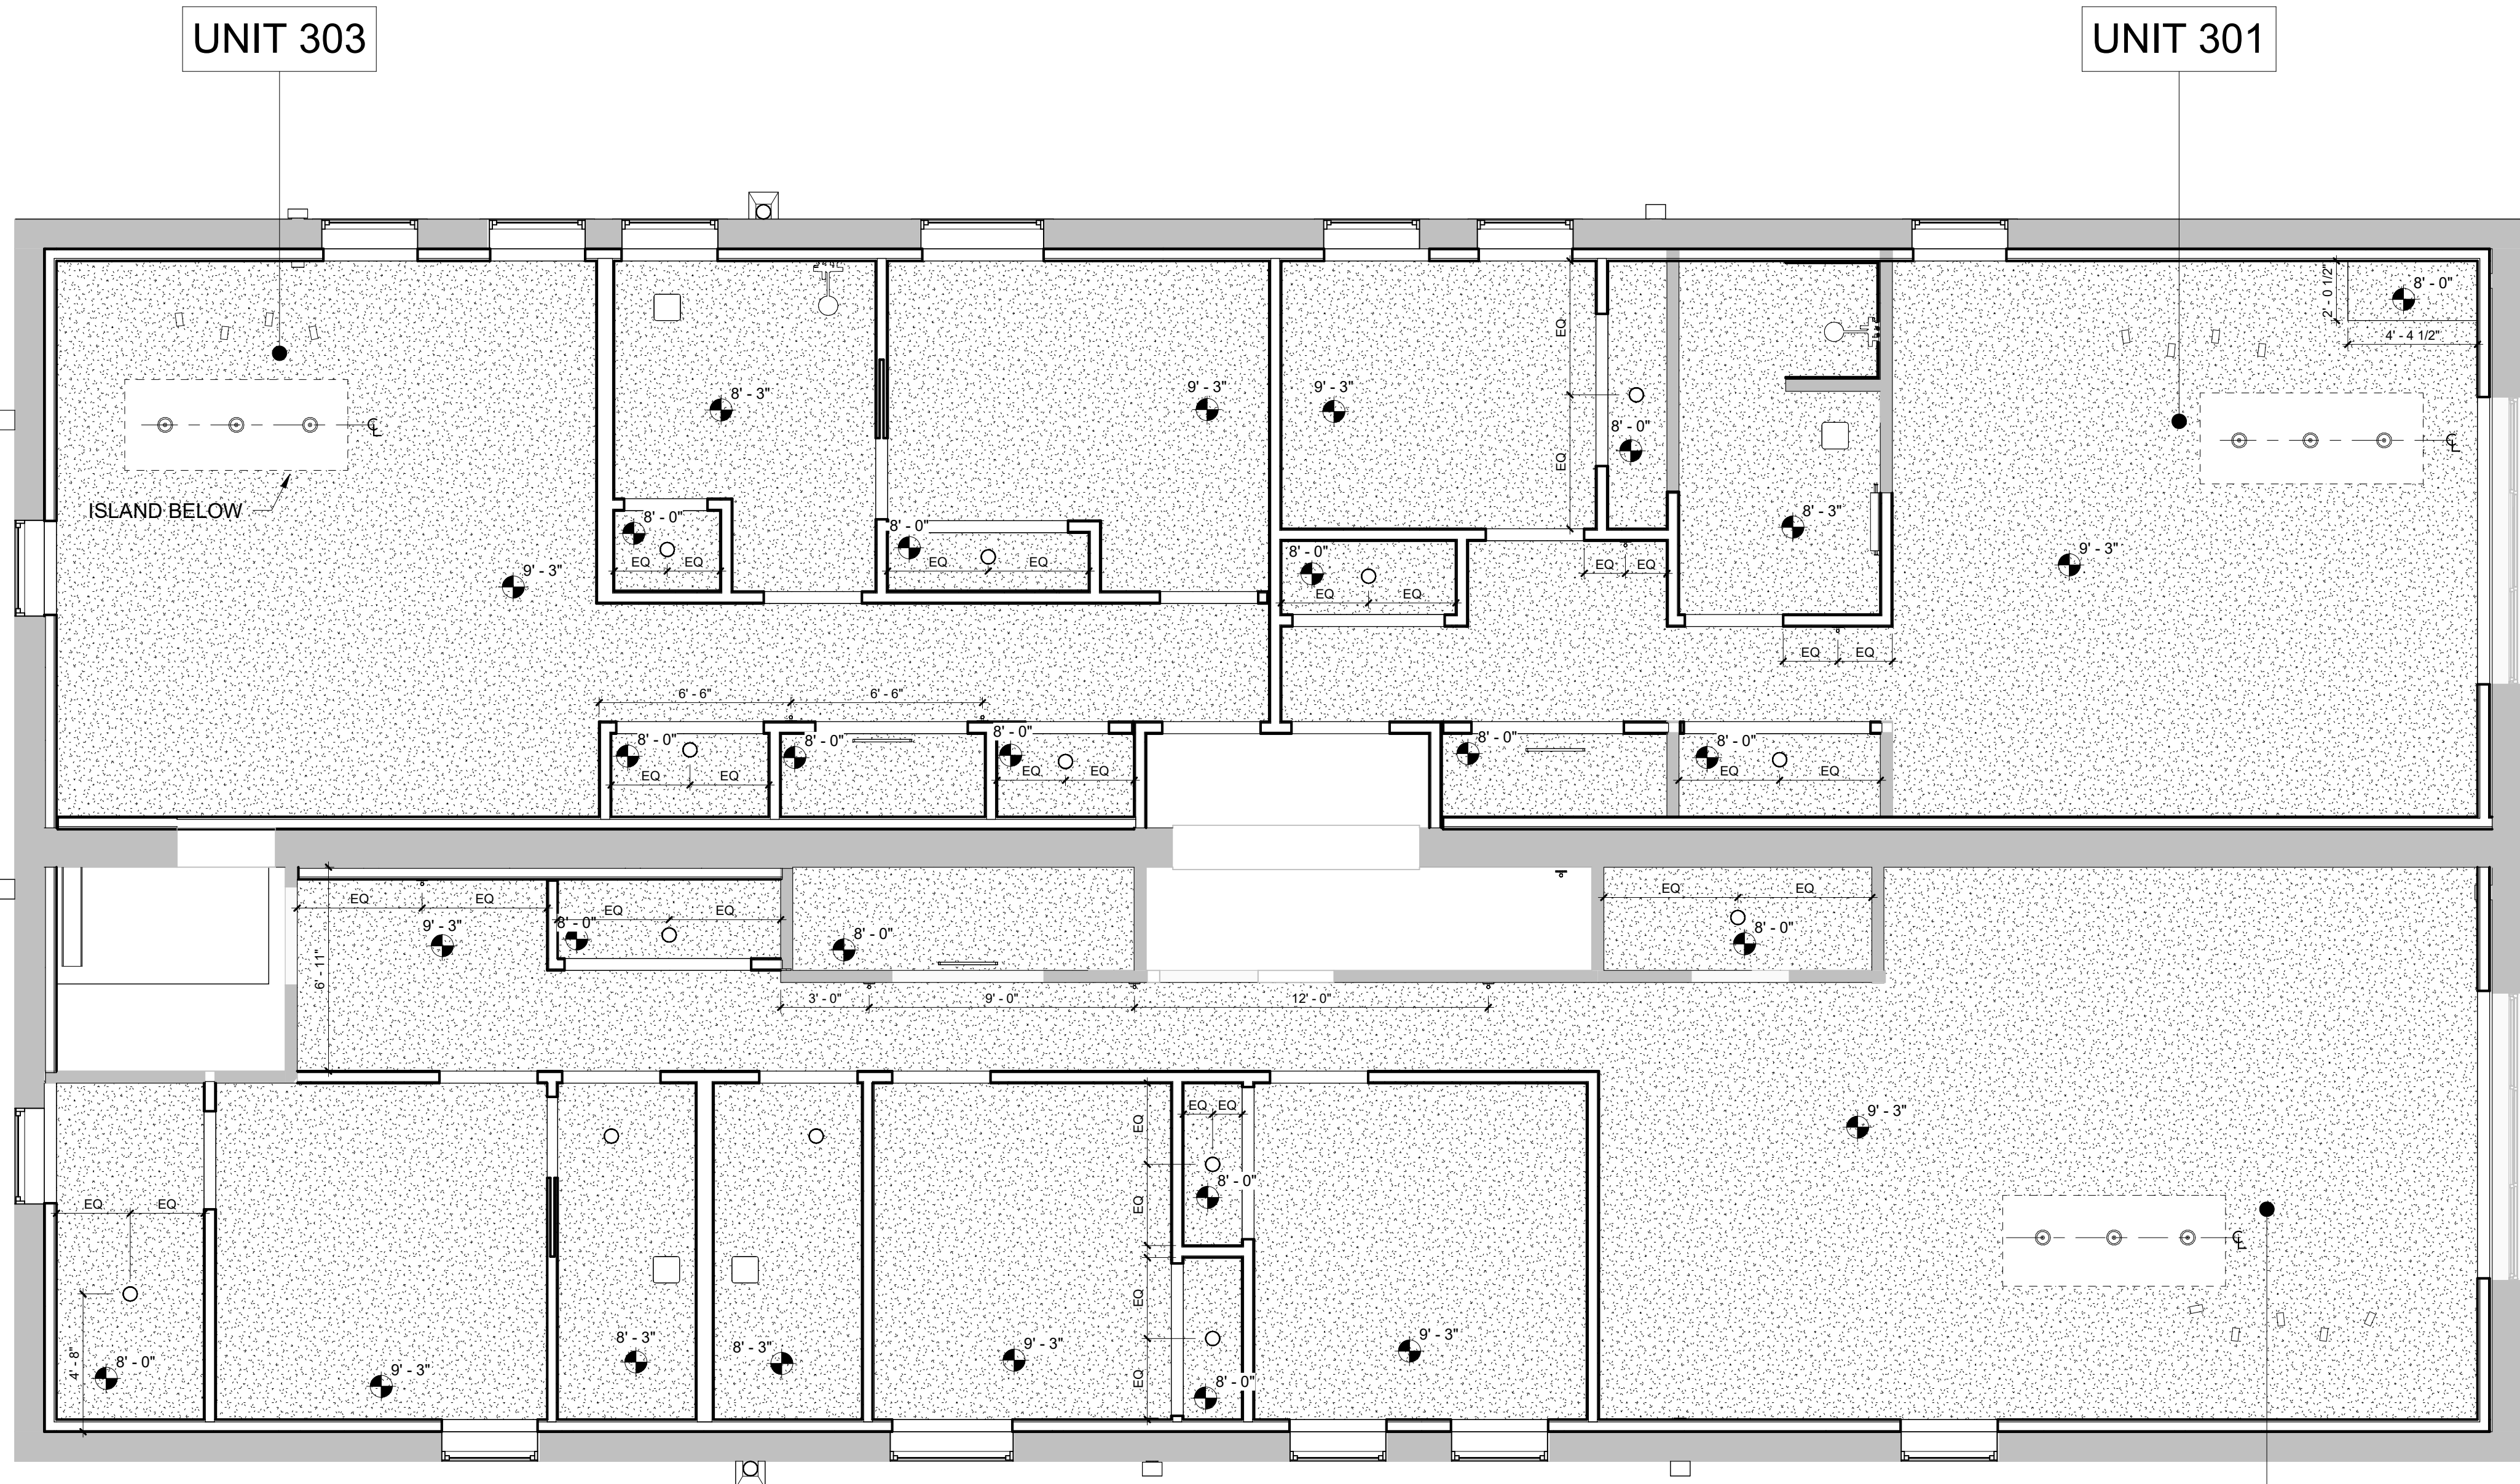 UNIT 303
UNIT 301
8' - 0"
2' - 0 1/2"
4' - 4 1/2"
EQ
8' - 3"
9' - 3"
9' - 3"
8' - 0"
EQ
ISLAND BELOW
8' - 0"
8' - 0"
8' - 3"
EQ
EQ
EQ
EQ
8' - 0"
9' - 3"
9' - 3"
EQ
EQ
EQ
EQ
EQ
EQ
6' - 6"
6' - 6"
8' - 0"
8' - 0"
8' - 0"
8' - 0"
8' - 0"
EQ
EQ
EQ
EQ
EQ
EQ
EQ
EQ
EQ
EQ
EQ
EQ
9' - 3"
8' - 0"
8' - 0"
8' - 0"
6' - 11"
3' - 0"
9' - 0"
12' - 0"
EQ
EQ
EQ
9' - 3"
EQ
8' - 0"
EQ
EQ
EQ
EQ
8' - 3"
8' - 3"
9' - 3"
9' - 3"
4' - 8"
8' - 0"
9' - 3"
EQ
8' - 0"